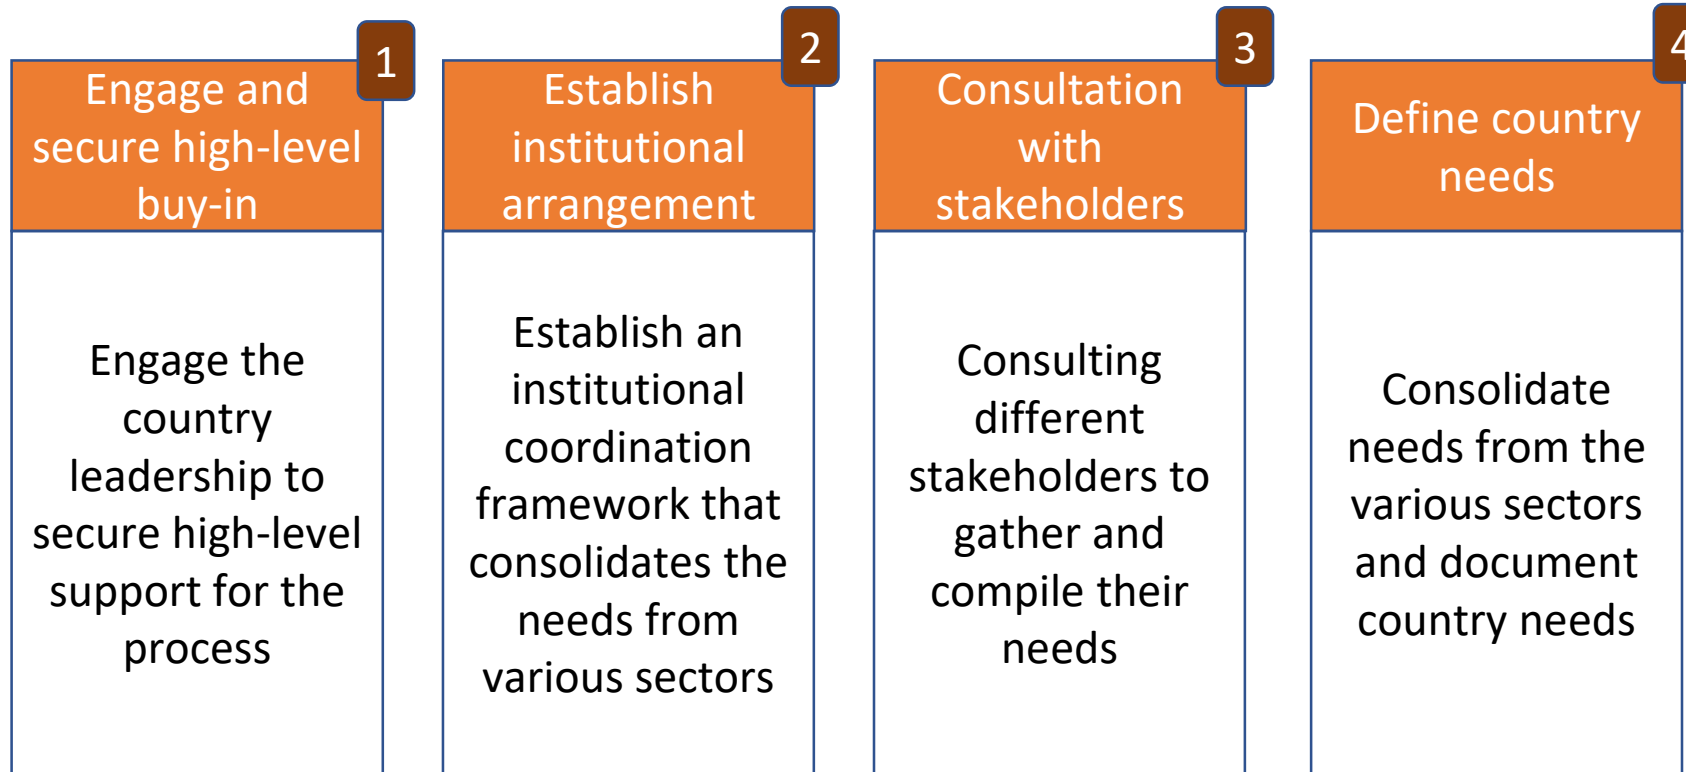 1
Engage and
secure high-level
buy-in
Engage the
country
leadership to
secure high-level
support for the
process
2
Establish
institutional
arrangement
Establish an
institutional
coordination
framework that
consolidates the
needs from
various sectors
3
Consultation
with
stakeholders
Consulting
different
stakeholders to
gather and
compile their
needs
4
Define country
needs
Consolidate
needs from the
various sectors
and document
country needs